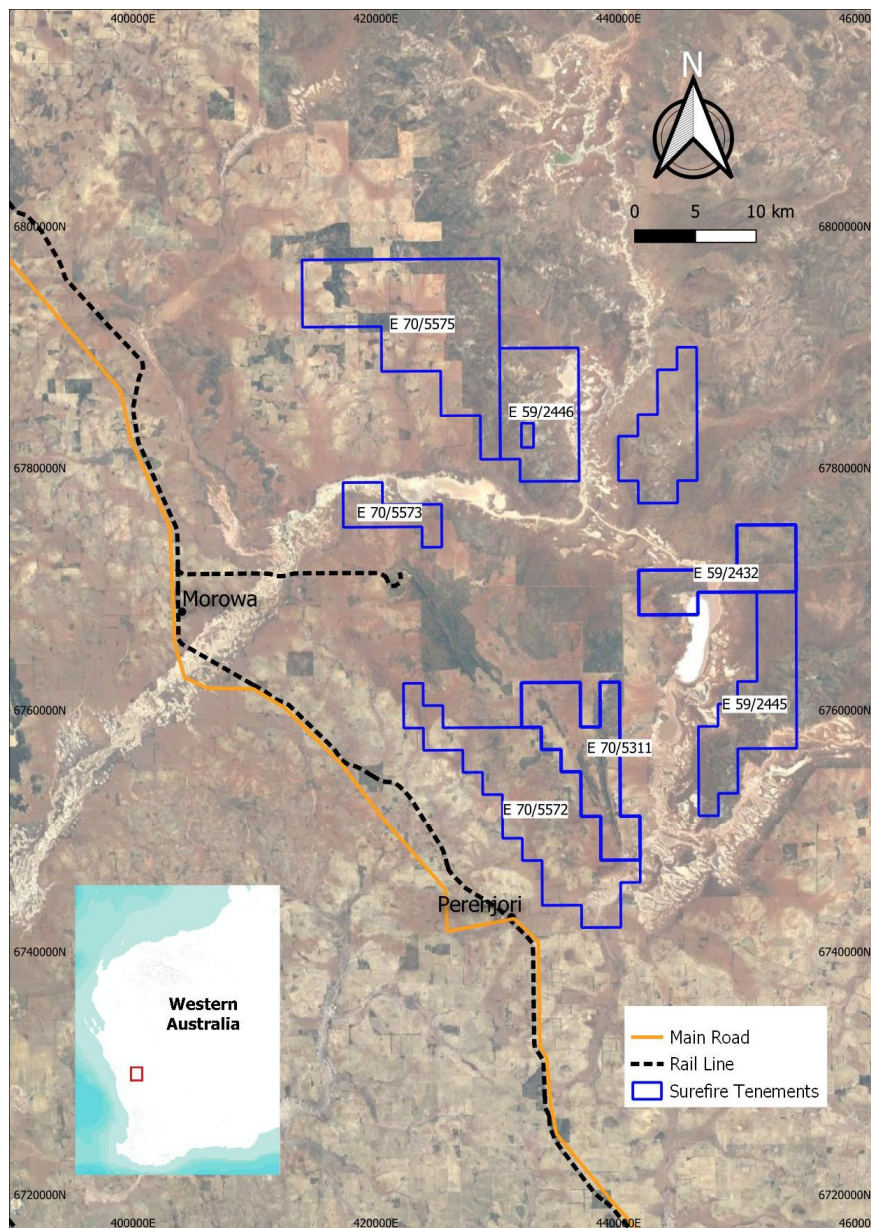 400000E
420000E
440000E
46000
N
0 5 10 km
6800000N
6800000N
E 70/5575
E 59/2446
6780000N
6780000N
E 70/5573
E 59/2432
Morowa
E 59/2445
6760000N
6760000N
E 70/5311
E 70/5572
Perenjori
6740000N
6740000N
Western
Australia
Main Road
Rail Line
Surefire Tenements
6720000N
6720000N
400000E
420000E
440000E
46000